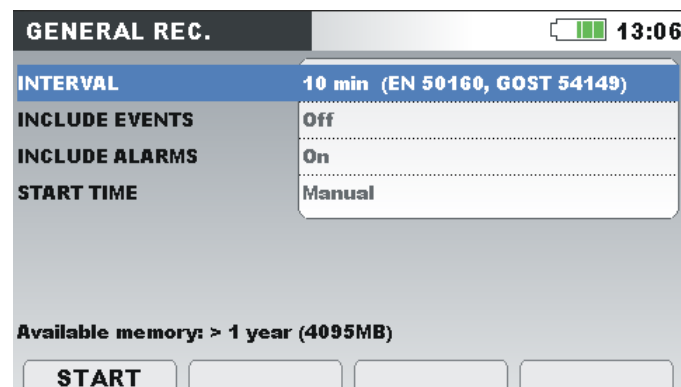 GENERAL REC. 13:06
INTERVAL 10 min (EN 50160, GOST 54149)
INCLUDE EVENTS Off
INCLUDE ALARMS On
START TIME Manual
Available memory: > 1 year (4095MB)
START